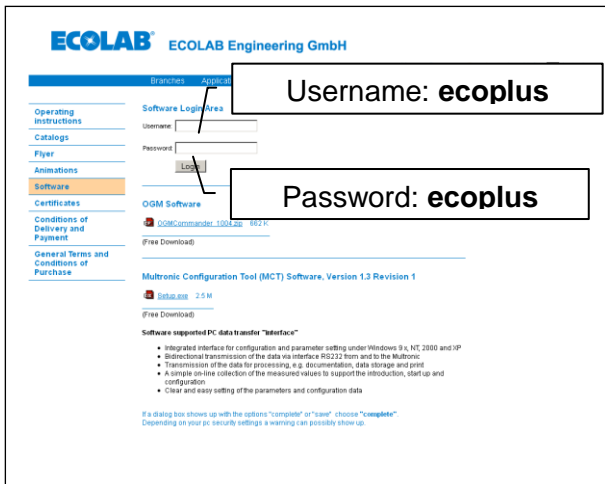 ECOLAB® ECOLAB Engineering GmbH
Branches Applicati
Username: ecoplus
Operating instructions
Catalogs
Flyer
Animations
Software
Certificates
Conditions of Delivery and Payment
General Terms and Conditions of Purchase
Software Login Area
Username:
Password:
Login
Password: ecoplus
OGM Software
OGMCommander_1004.zip 662 K
(Free Download)
Multronic Configuration Tool (MCT) Software, Version 1.3 Revision 1
Setup.exe 2.5 M
(Free Download)
Software supported PC data transfer "interface"
• Integrated interface for configuration and parameter setting under Windows 9x, NT, 2000 and XP
• Bidirectional transmission of the data via interface RS232 from and to the Multronic
• Transmission of the data for processing, e.g. documentation, data storage and print
• A simple on-line collection of the measured values to support the introduction, start up and
configuration
• Clear and easy setting of the parameters and configuration data
If a dialog box shows up with the options "complete" or "save" choose "complete".
Depending on your pc security settings a warning can possibly show up.